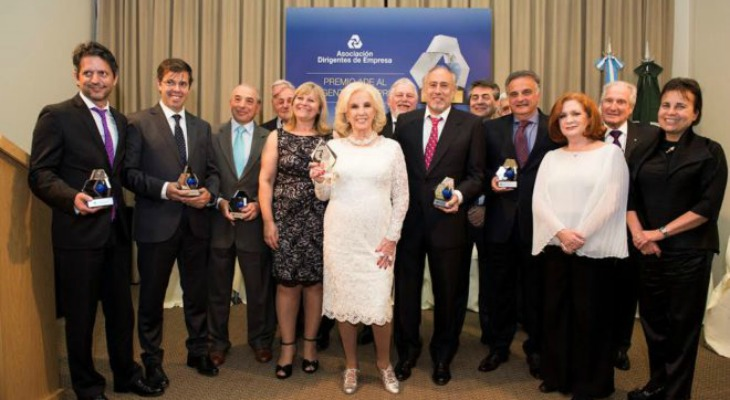 Asociación
Dirigentes de Empresa
PREMIO ADE AL